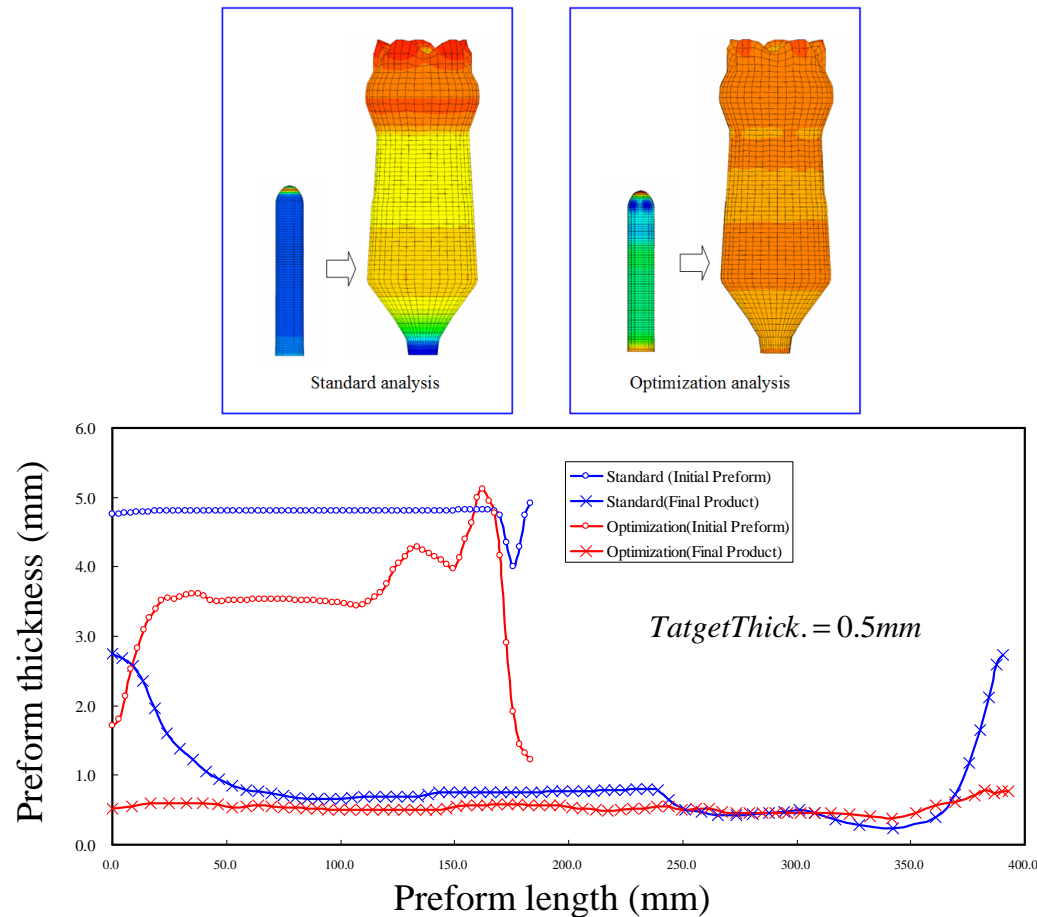 Standard analysis
Optimization analysis
6.0
5.0
4.0
3.0
2.0
1.0
0.0
Preform thickness (mm)
Standard (Initial Preform)
Standard(Final Product)
Optimization(Initial Preform)
Optimization(Final Product)
TatgetThick. = 0.5mm
0.0 50.0 100.0 150.0 200.0 250.0 300.0 350.0 400.0
Preform length (mm)